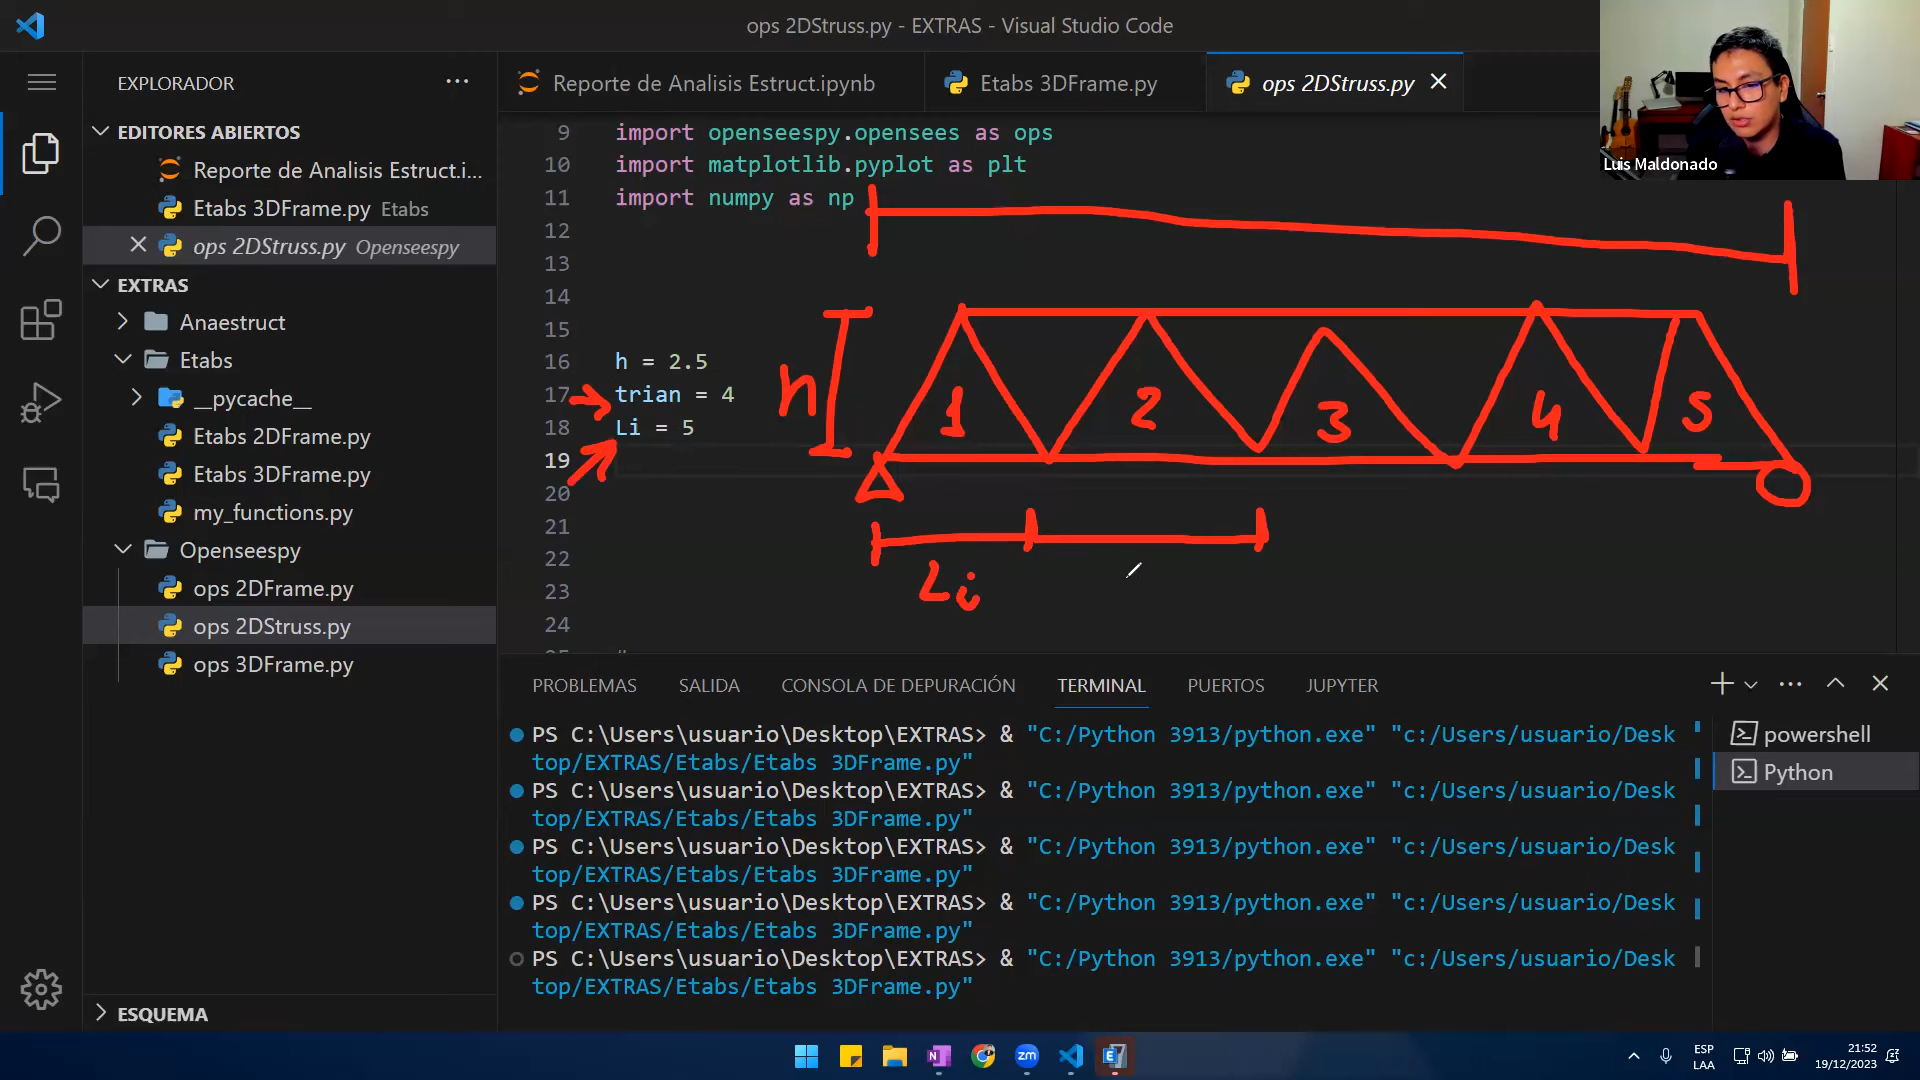 ops 2DStruss.py - EXTRAS - Visual Studio Code
EXPLORADOR
EDITORES ABIERTOS
Reporte de Analisis Estruct.i...
Etabs 3DFrame.py Etabs
ops 2DStruss.py Openseespy
EXTRAS
Anaestruct
Etabs
__pycache__
Etabs 2DFrame.py
Etabs 3DFrame.py
my_functions.py
Openseespy
ops 2DFrame.py
ops 2DStruss.py
ops 3DFrame.py
ESQUEMA
Reporte de Analisis Estruct.ipynb
Etabs 3DFrame.py
ops 2DStruss.py
Luis Maldonado
9 import openseespy.opensees as ops
10 import matplotlib.pyplot as plt
11 import numpy as np
12
13
14
15
16 h = 2.5
17 trian = 4
18 Li = 5
19
20
21
22
23
24
h
1 2 3 4 5
Li
PROBLEMAS SALIDA CONSOLA DE DEPURACIÓN TERMINAL PUERTOS JUPYTER
PS C:\Users\usuario\Desktop\EXTRAS> & "C:/Python 3913/python.exe" "c:/Users/usuario/Desk
top/EXTRAS/Etabs/Etabs 3DFrame.py"
PS C:\Users\usuario\Desktop\EXTRAS> & "C:/Python 3913/python.exe" "c:/Users/usuario/Desk
top/EXTRAS/Etabs/Etabs 3DFrame.py"
PS C:\Users\usuario\Desktop\EXTRAS> & "C:/Python 3913/python.exe" "c:/Users/usuario/Desk
top/EXTRAS/Etabs/Etabs 3DFrame.py"
PS C:\Users\usuario\Desktop\EXTRAS> & "C:/Python 3913/python.exe" "c:/Users/usuario/Desk
top/EXTRAS/Etabs/Etabs 3DFrame.py"
PS C:\Users\usuario\Desktop\EXTRAS> & "C:/Python 3913/python.exe" "c:/Users/usuario/Desk
top/EXTRAS/Etabs/Etabs 3DFrame.py"
powershell
Python
ESP
LAA
21:52
19/12/2023